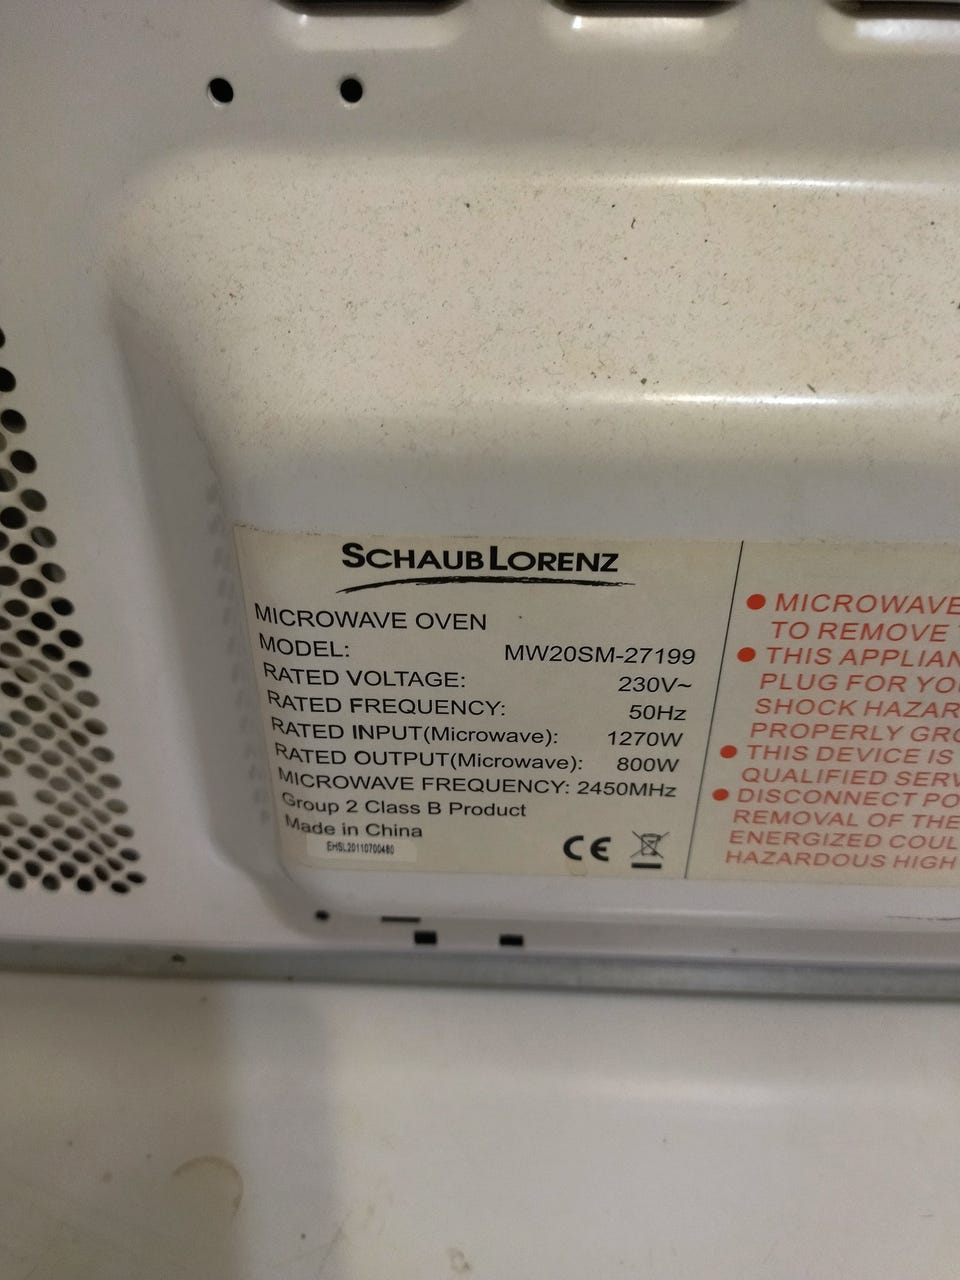 SCHAUB LORENZ
MICROWAVE OVEN
MODEL: MW20SM-27199
RATED VOLTAGE: 230V~
RATED FREQUENCY: 50Hz
RATED INPUT(Microwave): 1270W
RATED OUTPUT(Microwave): 800W
MICROWAVE FREQUENCY: 2450MHz
Group 2 Class B Product
Made in China
EHSL20110700480
CE
● MICROWAVE
TO REMOVE
● THIS APPLIAN
PLUG FOR YO
SHOCK HAZAR
PROPERLY GRO
● THIS DEVICE IS
QUALIFIED SERV
● DISCONNECT PO
REMOVAL OF THE
ENERGIZED COUL
HAZARDOUS HIGH